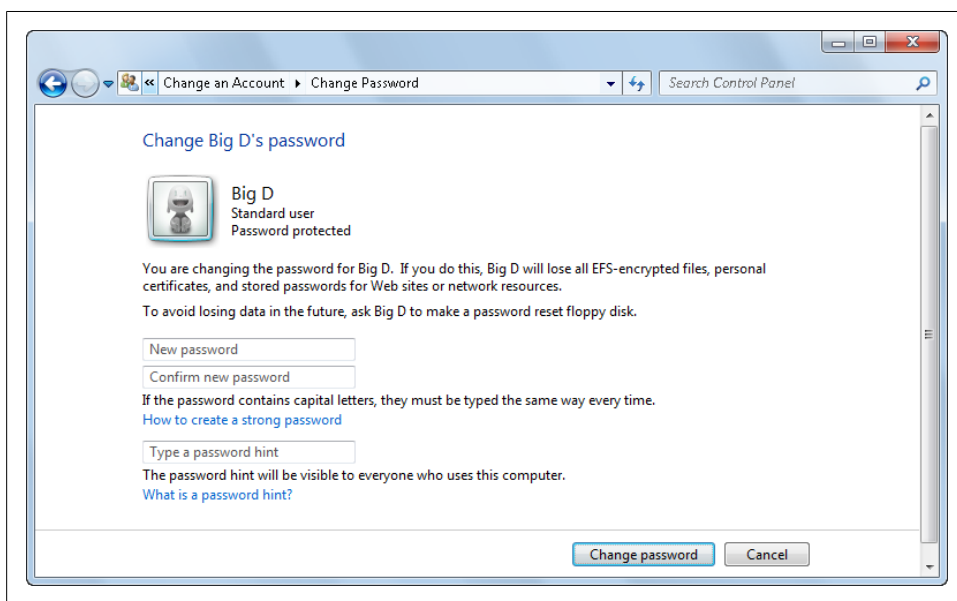 « Change an Account ▸ Change Password
Search Control Panel
Change Big D's password
Big D
Standard user
Password protected
You are changing the password for Big D. If you do this, Big D will lose all EFS-encrypted files, personal
certificates, and stored passwords for Web sites or network resources.
To avoid losing data in the future, ask Big D to make a password reset floppy disk.
New password
Confirm new password
If the password contains capital letters, they must be typed the same way every time.
How to create a strong password
Type a password hint
The password hint will be visible to everyone who uses this computer.
What is a password hint?
Change password
Cancel